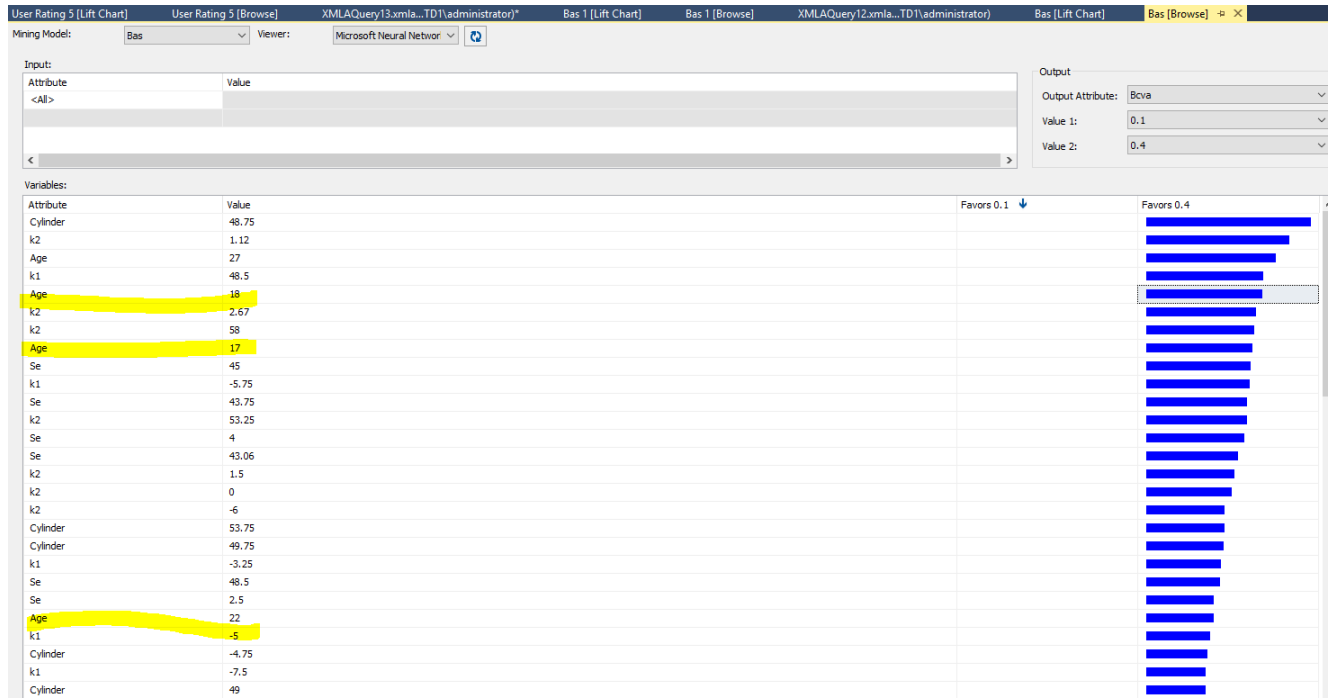 User Rating 5 [Lift Chart] User Rating 5 [Browse] XMLAQuery13.xmla...TD1\administrator)* Bas 1 [Lift Chart] Bas 1 [Browse] XMLAQuery12.xmla...TD1\administrator) Bas [Lift Chart] Bas [Browse]
Mining Model: Bas Viewer: Microsoft Neural Networ
Input:
Attribute Value
<All>
Output
Output Attribute: Bcva
Value 1: 0.1
Value 2: 0.4
Variables:
Attribute Value Favors 0.1 Favors 0.4
Cylinder 48.75
k2 1.12
Age 27
k1 48.5
Age 18
k2 2.67
k2 58
Age 17
Se 45
k1 -5.75
Se 43.75
k2 53.25
Se 4
Se 43.06
k2 1.5
k2 0
k2 -6
Cylinder 53.75
Cylinder 49.75
k1 -3.25
Se 48.5
Se 2.5
Age 22
k1 -5
Cylinder -4.75
k1 -7.5
Cylinder 49